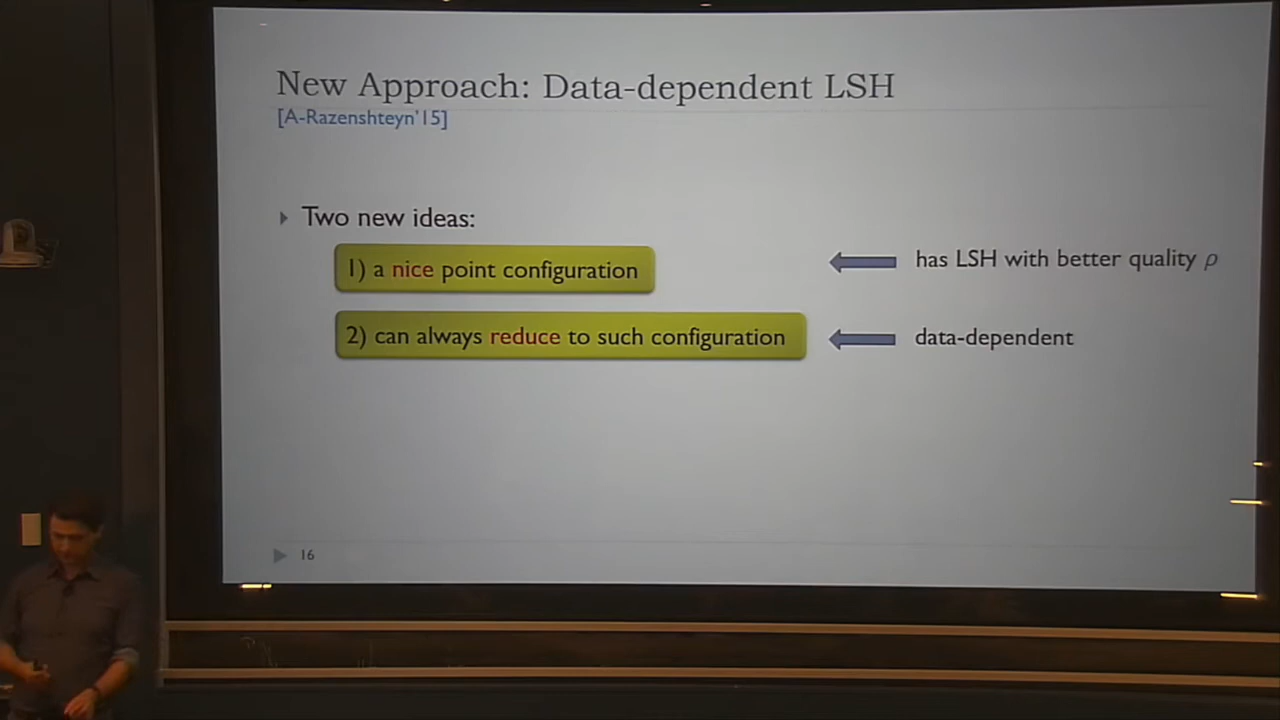 New Approach: Data-dependent LSH
[A-Razenshteyn'15]
Two new ideas:
1) a nice point configuration
has LSH with better quality ρ
2) can always reduce to such configuration
data-dependent
16